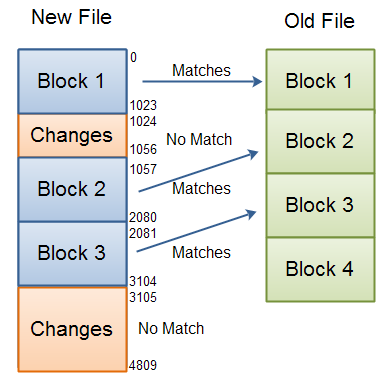 New File
Old File
0
Block 1
Matches
Block 1
1023
1024
Changes
No Match
Block 2
1056
1057
Block 2
Matches
Block 3
2080
2081
Block 3
Matches
Block 4
3104
3105
Changes
No Match
4809